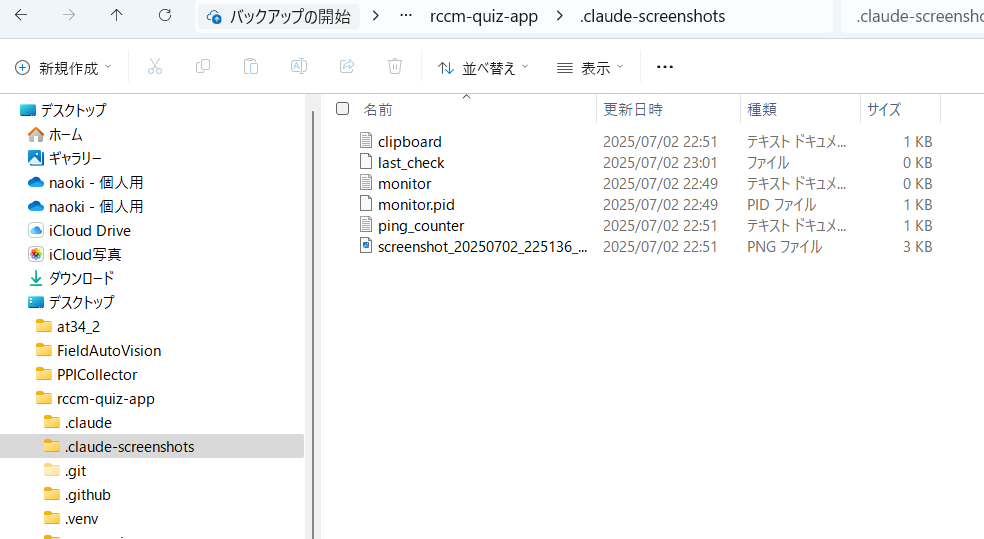 バックアップの開始 > ... rccm-quiz-app > .claude-screenshots .claude-screensho
新規作成 並べ替え 表示 ...
名前 更新日時 種類 サイズ
clipboard 2025/07/02 22:51 テキスト ドキュメ... 1 KB
last_check 2025/07/02 23:01 ファイル 0 KB
monitor 2025/07/02 22:49 テキスト ドキュメ... 0 KB
monitor.pid 2025/07/02 22:49 PID ファイル 1 KB
ping_counter 2025/07/02 22:51 テキスト ドキュメ... 1 KB
screenshot_20250702_225136_... 2025/07/02 22:51 PNG ファイル 3 KB
デスクトップ
ホーム
ギャラリー
naoki - 個人用
naoki - 個人用
iCloud Drive
iCloud写真
ダウンロード
デスクトップ
at34_2
FieldAutoVision
PPICollector
rccm-quiz-app
.claude
.claude-screenshots
.git
.github
.venv